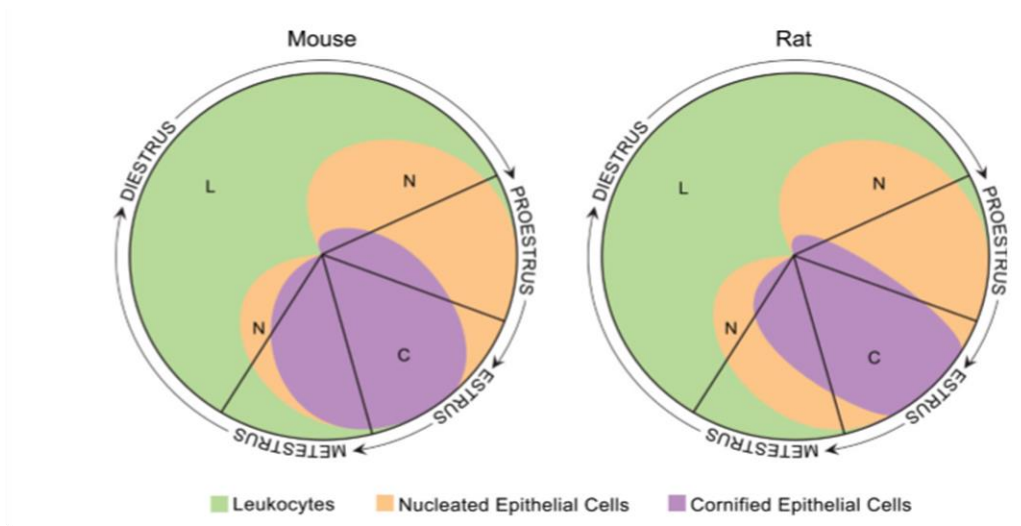 Mouse
Rat
DIESTRUS
L
N
PROESTRUS
N
C
ESTRUS
METESTRUS
DIESTRUS
L
N
PROESTRUS
N
C
ESTRUS
METESTRUS
Leukocytes
Nucleated Epithelial Cells
Cornified Epithelial Cells